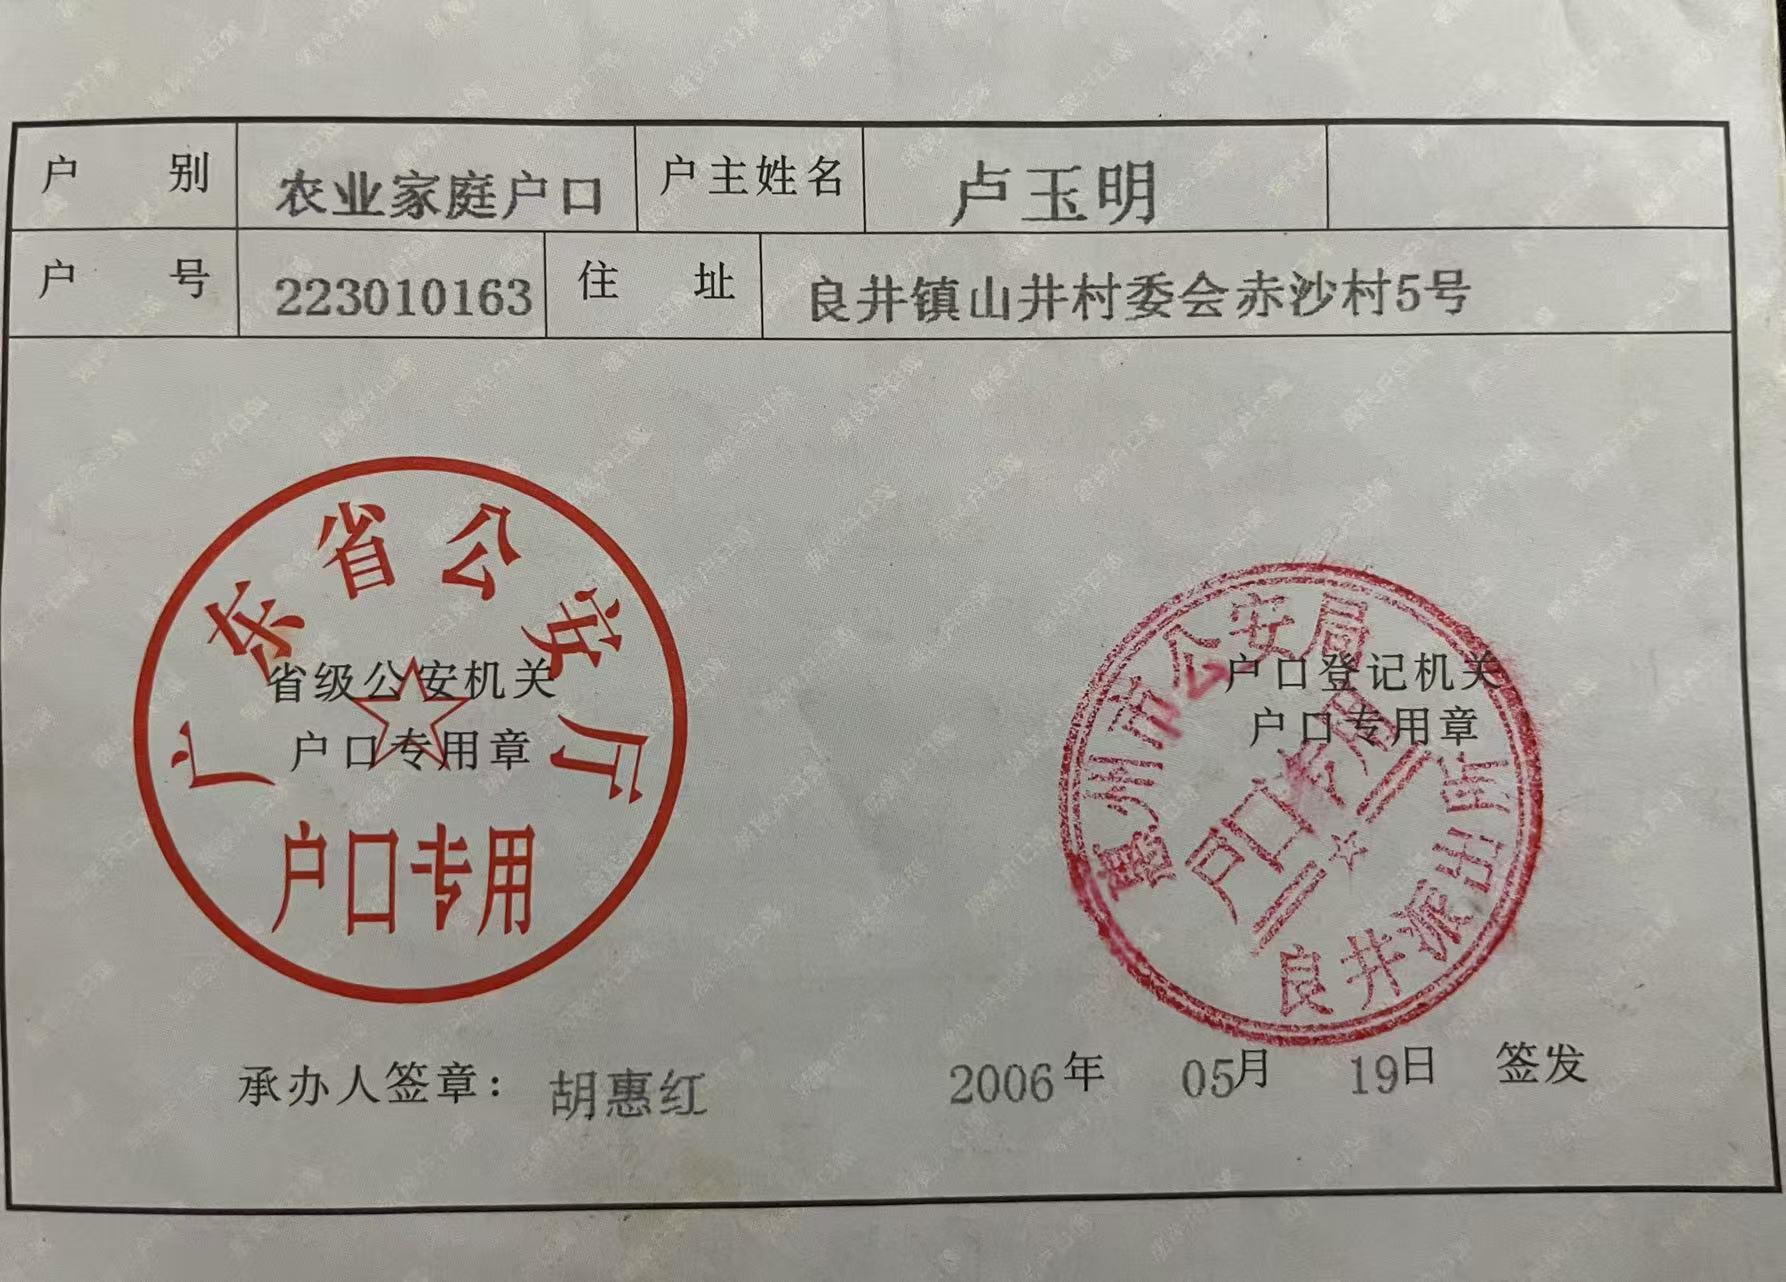 户 别 农业家庭户口 户主姓名 卢玉明
户 号 223010163 住 址 良井镇山井村委会赤沙村5号
广东省公安厅
省级公安机关
户口专用章
户口专用
惠州市公安局
户口登记机关
户口专用章
户口专用
良井派出所
承办人签章：胡惠红 2006年 05月 19日 签发